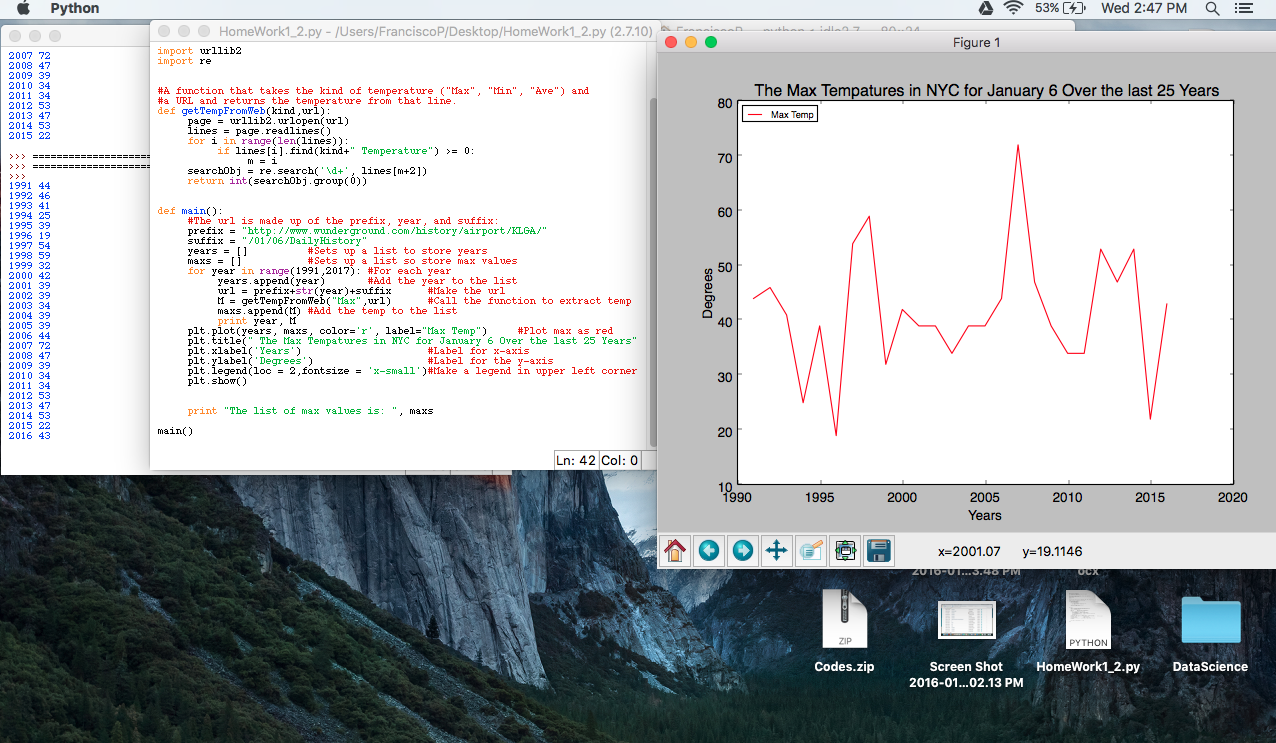 Python
53%
Wed 2:47 PM
2007 72
2008 47
2009 39
2010 34
2011 34
2012 53
2013 47
2014 53
2015 22
>>> ====================
>>> ====================
>>>
1991 44
1992 46
1993 41
1994 25
1995 39
1996 19
1997 54
1998 59
1999 32
2000 42
2001 39
2002 39
2003 34
2004 39
2005 39
2006 44
2007 72
2008 47
2009 39
2010 34
2011 34
2012 53
2013 47
2014 53
2015 22
2016 43
HomeWork1_2.py - /Users/FranciscoP/Desktop/HomeWork1_2.py (2.7.10)
import urllib2
import re
#A function that takes the kind of temperature ("Max", "Min", "Ave") and
#a URL and returns the temperature from that line.
def getTempFromWeb(kind,url):
page = urllib2.urlopen(url)
lines = page.readlines()
for i in range(len(lines)):
if lines[i].find(kind+" Temperature") >= 0:
m = i
searchObj = re.search('\d+', lines[m+2])
return int(searchObj.group(0))
def main():
#The url is made up of the prefix, year, and suffix:
prefix = "http://www.wunderground.com/history/airport/KLGA/"
suffix = "/01/06/DailyHistory"
years = [] #Sets up a list to store years
maxs = [] #Sets up a list so store max values
for year in range(1991,2017): #For each year
years.append(year) #Add the year to the list
url = prefix+str(year)+suffix #Make the url
M = getTempFromWeb("Max",url) #Call the function to extract temp
maxs.append(M) #Add the temp to the list
print year, M
plt.plot(years, maxs, color='r', label="Max Temp") #Plot max as red
plt.title(" The Max Tempatures in NYC for January 6 Over the last 25 Years"
plt.xlabel('Years') #Label for x-axis
plt.ylabel('Degrees') #Label for the y-axis
plt.legend(loc = 2,fontsize = 'x-small')#Make a legend in upper left corner
plt.show()
print "The list of max values is: ", maxs
main()
Ln: 42 Col: 0
Figure 1
The Max Tempatures in NYC for January 6 Over the last 25 Years
Max Temp
80
70
60
50
40
30
20
10
Degrees
1990 1995 2000 2005 2010 2015 2020
Years
x=2001.07 y=19.1146
ZIP
Codes.zip
Screen Shot
2016-01...02.13 PM
PYTHON
HomeWork1_2.py
DataScience